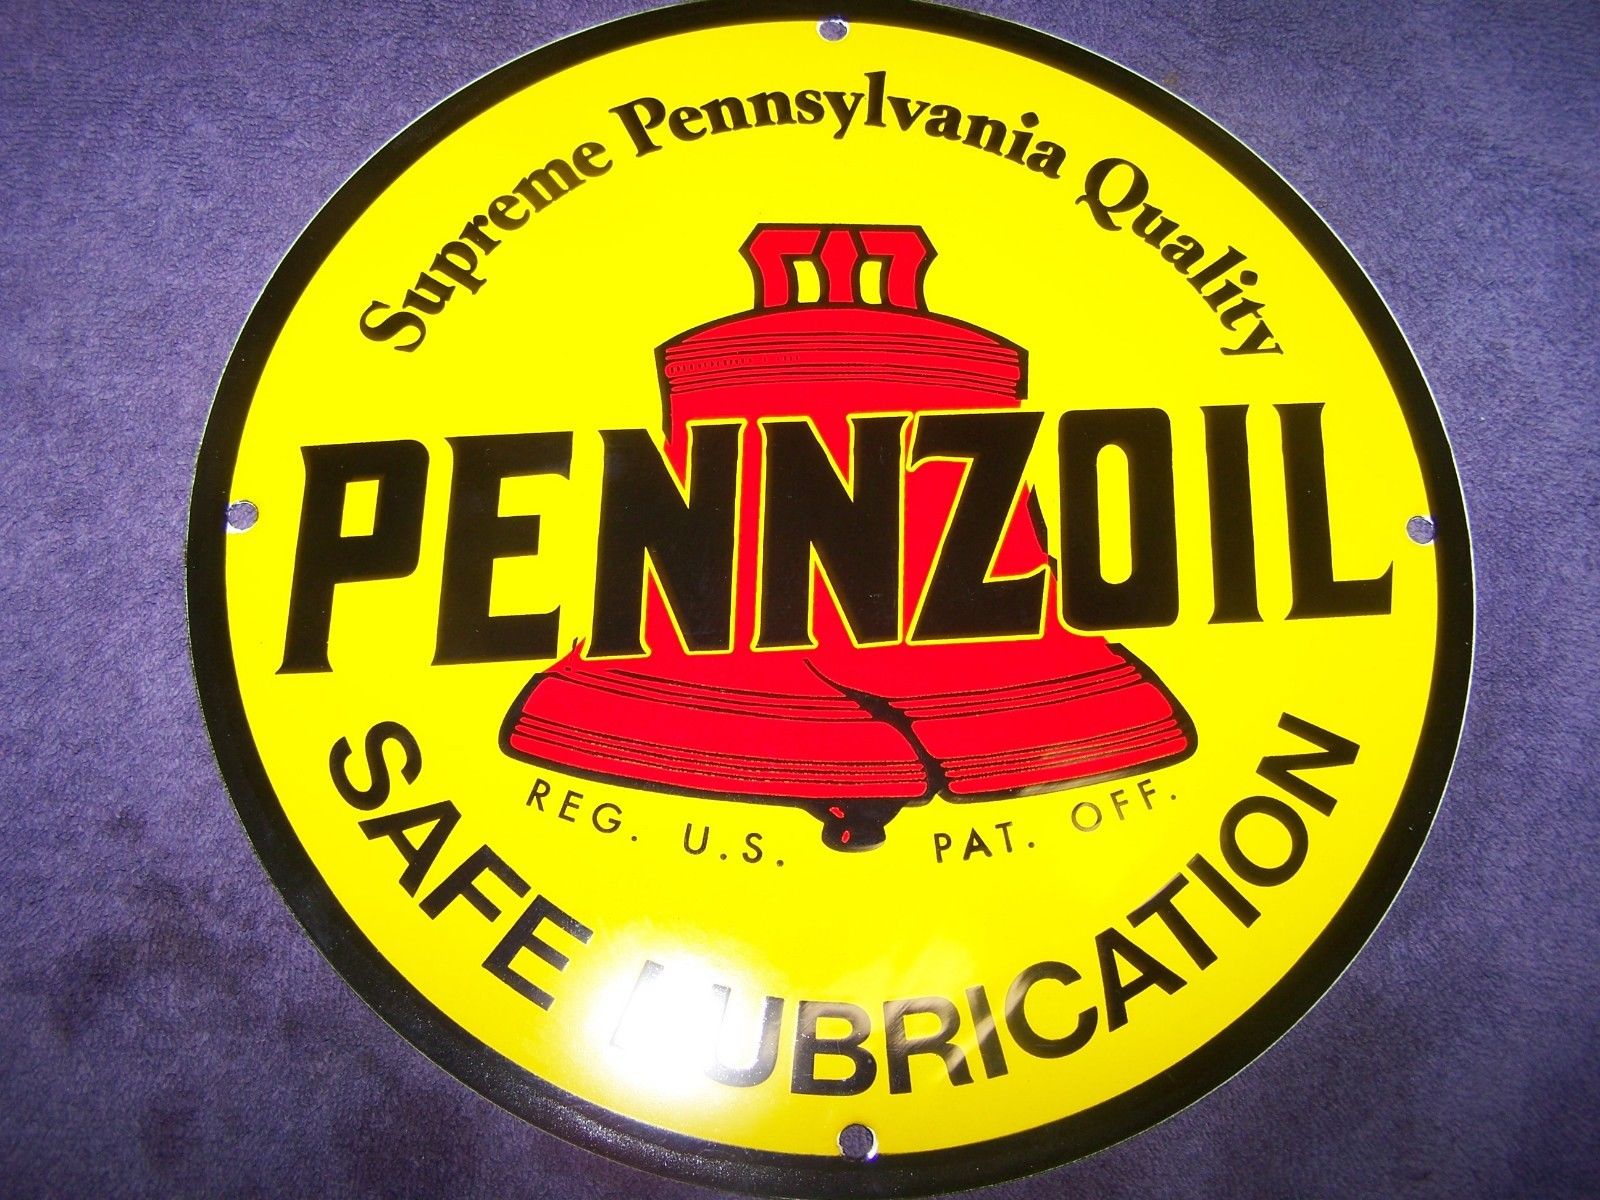 Supreme Pennsylvania Quality
PENNZOIL
REG. U.S. PAT. OFF.
SAFE LUBRICATION